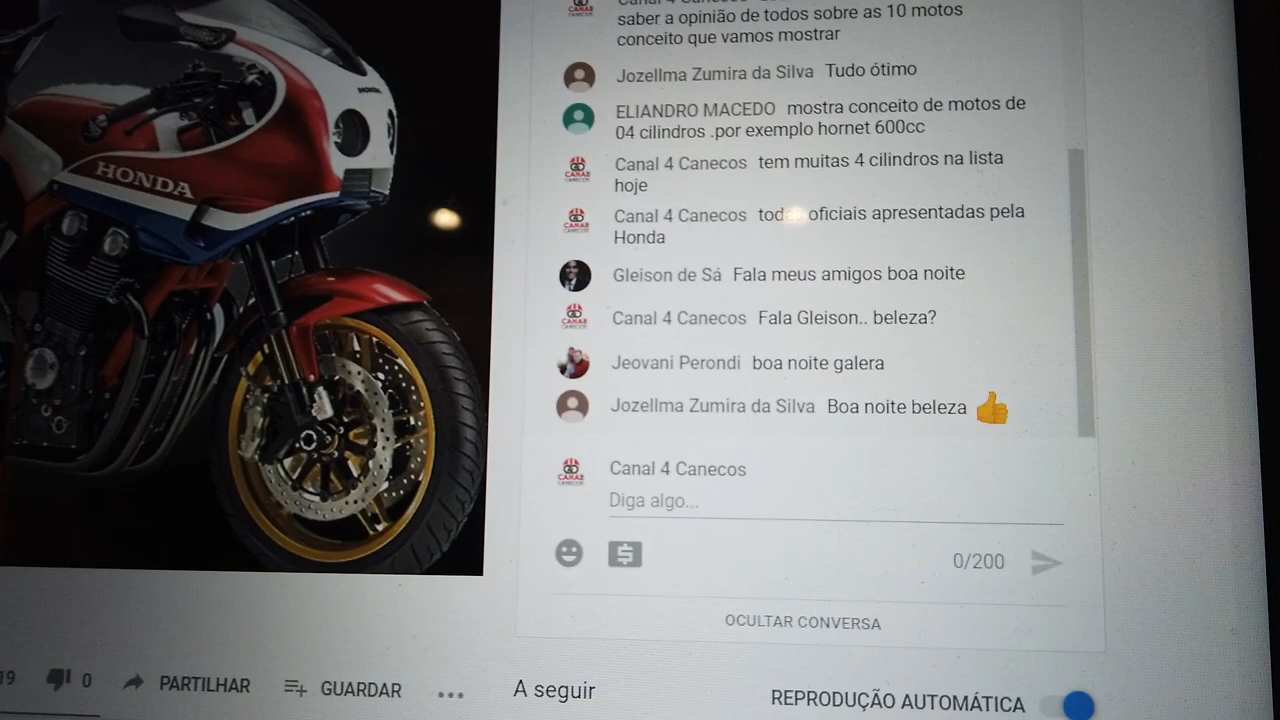 HONDA
HONDA
saber a opinião de todos sobre as 10 motos
conceito que vamos mostrar
Jozellma Zumira da Silva Tudo ótimo
ELIANDRO MACEDO mostra conceito de motos de
04 cilindros .por exemplo hornet 600cc
Canal 4 Canecos tem muitas 4 cilindros na lista
hoje
Canal 4 Canecos todas oficiais apresentadas pela
Honda
Gleison de Sá Fala meus amigos boa noite
Canal 4 Canecos Fala Gleison.. beleza?
Jeovani Perondi boa noite galera
Jozellma Zumira da Silva Boa noite beleza 👍
Canal 4 Canecos
Diga algo...
0/200
OCULTAR CONVERSA
19 0 PARTILHAR GUARDAR ...
A seguir
REPRODUÇÃO AUTOMÁTICA